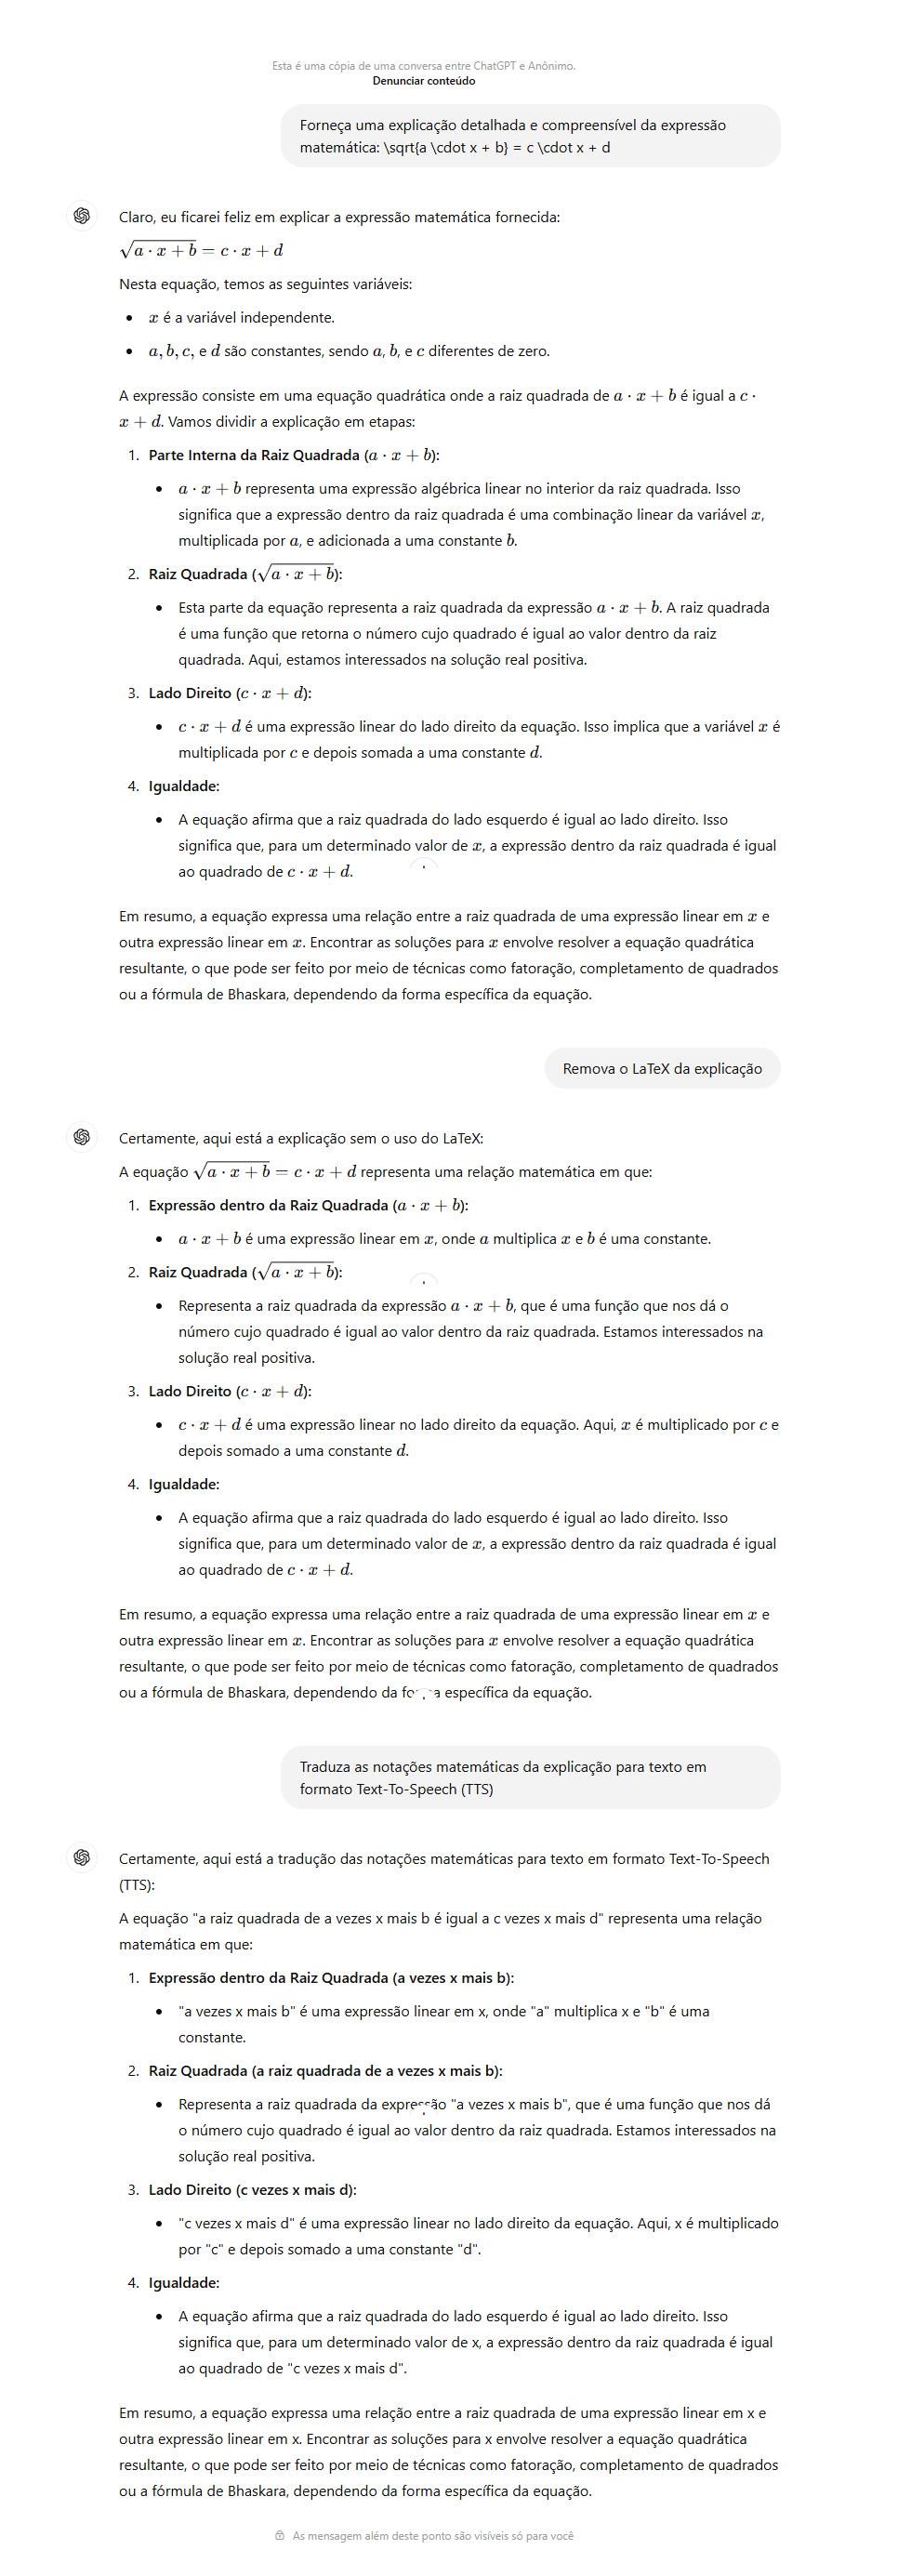 Esta é uma cópia de uma conversa entre ChatGPT e Anônimo.
Denunciar conteúdo
Forneça uma explicação detalhada e compreensível da expressão
matemática: \sqrt{a \cdot x + b} = c \cdot x + d
Claro, eu ficarei feliz em explicar a expressão matemática fornecida:
√(a · x + b) = c · x + d
Nesta equação, temos as seguintes variáveis:
• x é a variável independente.
• a, b, c, e d são constantes, sendo a, b, e c diferentes de zero.
A expressão consiste em uma equação quadrática onde a raiz quadrada de a · x + b é igual a c ·
x + d. Vamos dividir a explicação em etapas:
1. Parte Interna da Raiz Quadrada (a · x + b):
• a · x + b representa uma expressão algébrica linear no interior da raiz quadrada. Isso
significa que a expressão dentro da raiz quadrada é uma combinação linear da variável x,
multiplicada por a, e adicionada a uma constante b.
2. Raiz Quadrada (√(a · x + b)):
• Esta parte da equação representa a raiz quadrada da expressão a · x + b. A raiz quadrada
é uma função que retorna o número cujo quadrado é igual ao valor dentro da raiz
quadrada. Aqui, estamos interessados na solução real positiva.
3. Lado Direito (c · x + d):
• c · x + d é uma expressão linear do lado direito da equação. Isso implica que a variável x é
multiplicada por c e depois somada a uma constante d.
4. Igualdade:
• A equação afirma que a raiz quadrada do lado esquerdo é igual ao lado direito. Isso
significa que, para um determinado valor de x, a expressão dentro da raiz quadrada é igual
ao quadrado de c · x + d.
Em resumo, a equação expressa uma relação entre a raiz quadrada de uma expressão linear em x e
outra expressão linear em x. Encontrar as soluções para x envolve resolver a equação quadrática
resultante, o que pode ser feito por meio de técnicas como fatoração, completamento de quadrados
ou a fórmula de Bhaskara, dependendo da forma específica da equação.
Remova o LaTeX da explicação
Certamente, aqui está a explicação sem o uso do LaTeX:
A equação √(a · x + b) = c · x + d representa uma relação matemática em que:
1. Expressão dentro da Raiz Quadrada (a · x + b):
• a · x + b é uma expressão linear em x, onde a multiplica x e b é uma constante.
2. Raiz Quadrada (√(a · x + b)):
• Representa a raiz quadrada da expressão a · x + b, que é uma função que nos dá o
número cujo quadrado é igual ao valor dentro da raiz quadrada. Estamos interessados na
solução real positiva.
3. Lado Direito (c · x + d):
• c · x + d é uma expressão linear no lado direito da equação. Aqui, x é multiplicado por c e
depois somado a uma constante d.
4. Igualdade:
• A equação afirma que a raiz quadrada do lado esquerdo é igual ao lado direito. Isso
significa que, para um determinado valor de x, a expressão dentro da raiz quadrada é igual
ao quadrado de c · x + d.
Em resumo, a equação expressa uma relação entre a raiz quadrada de uma expressão linear em x e
outra expressão linear em x. Encontrar as soluções para x envolve resolver a equação quadrática
resultante, o que pode ser feito por meio de técnicas como fatoração, completamento de quadrados
ou a fórmula de Bhaskara, dependendo da forma específica da equação.
Traduza as notações matemáticas da explicação para texto em
formato Text-To-Speech (TTS)
Certamente, aqui está a tradução das notações matemáticas para texto em formato Text-To-Speech
(TTS):
A equação "a raiz quadrada de a vezes x mais b é igual a c vezes x mais d" representa uma relação
matemática em que:
1. Expressão dentro da Raiz Quadrada (a vezes x mais b):
• "a vezes x mais b" é uma expressão linear em x, onde "a" multiplica x e "b" é uma
constante.
2. Raiz Quadrada (a raiz quadrada de a vezes x mais b):
• Representa a raiz quadrada da expressão "a vezes x mais b", que é uma função que nos dá
o número cujo quadrado é igual ao valor dentro da raiz quadrada. Estamos interessados na
solução real positiva.
3. Lado Direito (c vezes x mais d):
• "c vezes x mais d" é uma expressão linear no lado direito da equação. Aqui, x é multiplicado
por "c" e depois somado a uma constante "d".
4. Igualdade:
• A equação afirma que a raiz quadrada do lado esquerdo é igual ao lado direito. Isso
significa que, para um determinado valor de x, a expressão dentro da raiz quadrada é igual
ao quadrado de "c vezes x mais d".
Em resumo, a equação expressa uma relação entre a raiz quadrada de uma expressão linear em x e
outra expressão linear em x. Encontrar as soluções para x envolve resolver a equação quadrática
resultante, o que pode ser feito por meio de técnicas como fatoração, completamento de quadrados
ou a fórmula de Bhaskara, dependendo da forma específica da equação.
As mensagem além deste ponto são visíveis só para você